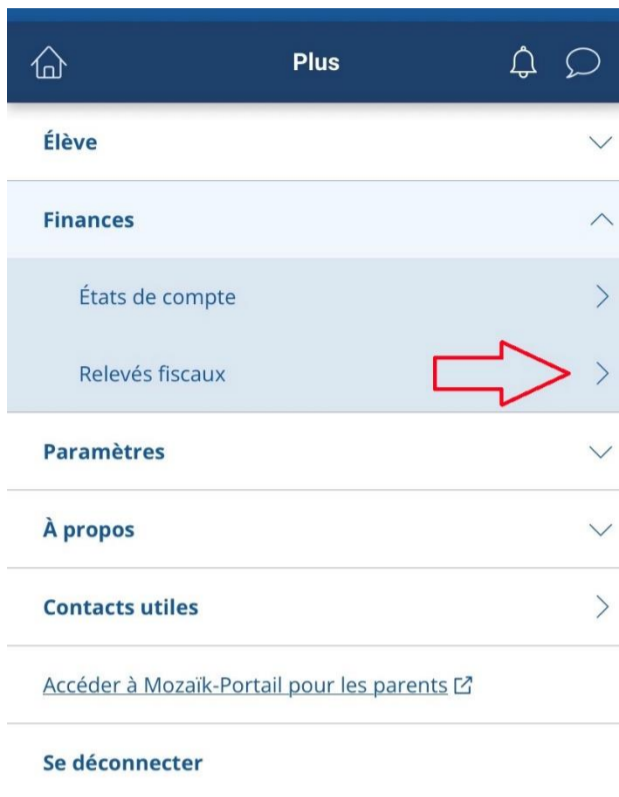 Plus
Élève
Finances
États de compte
Relevés fiscaux
Paramètres
À propos
Contacts utiles
Accéder à Mozaïk-Portail pour les parents
Se déconnecter